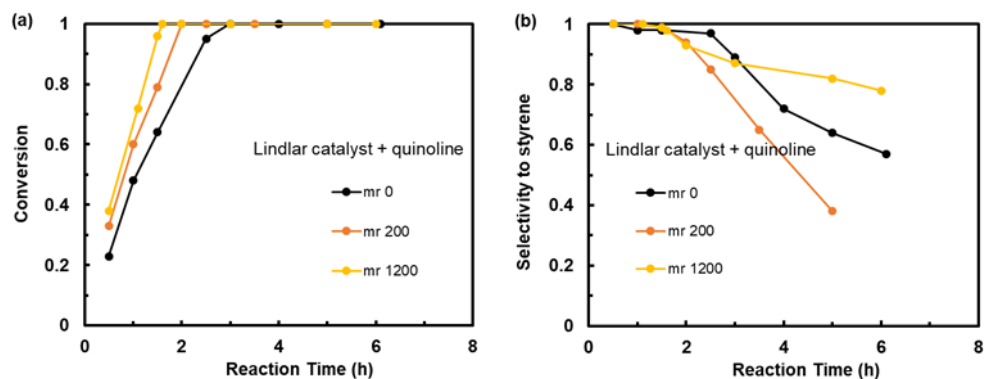 (a)
1
0.8
0.6
0.4
0.2
0
Conversion
Lindlar catalyst + quinoline
mr 0
mr 200
mr 1200
0
2
4
6
8
Reaction Time (h)
(b)
1
0.8
0.6
0.4
0.2
0
Selectivity to styrene
Lindlar catalyst + quinoline
mr 0
mr 200
mr 1200
0
2
4
6
8
Reaction Time (h)